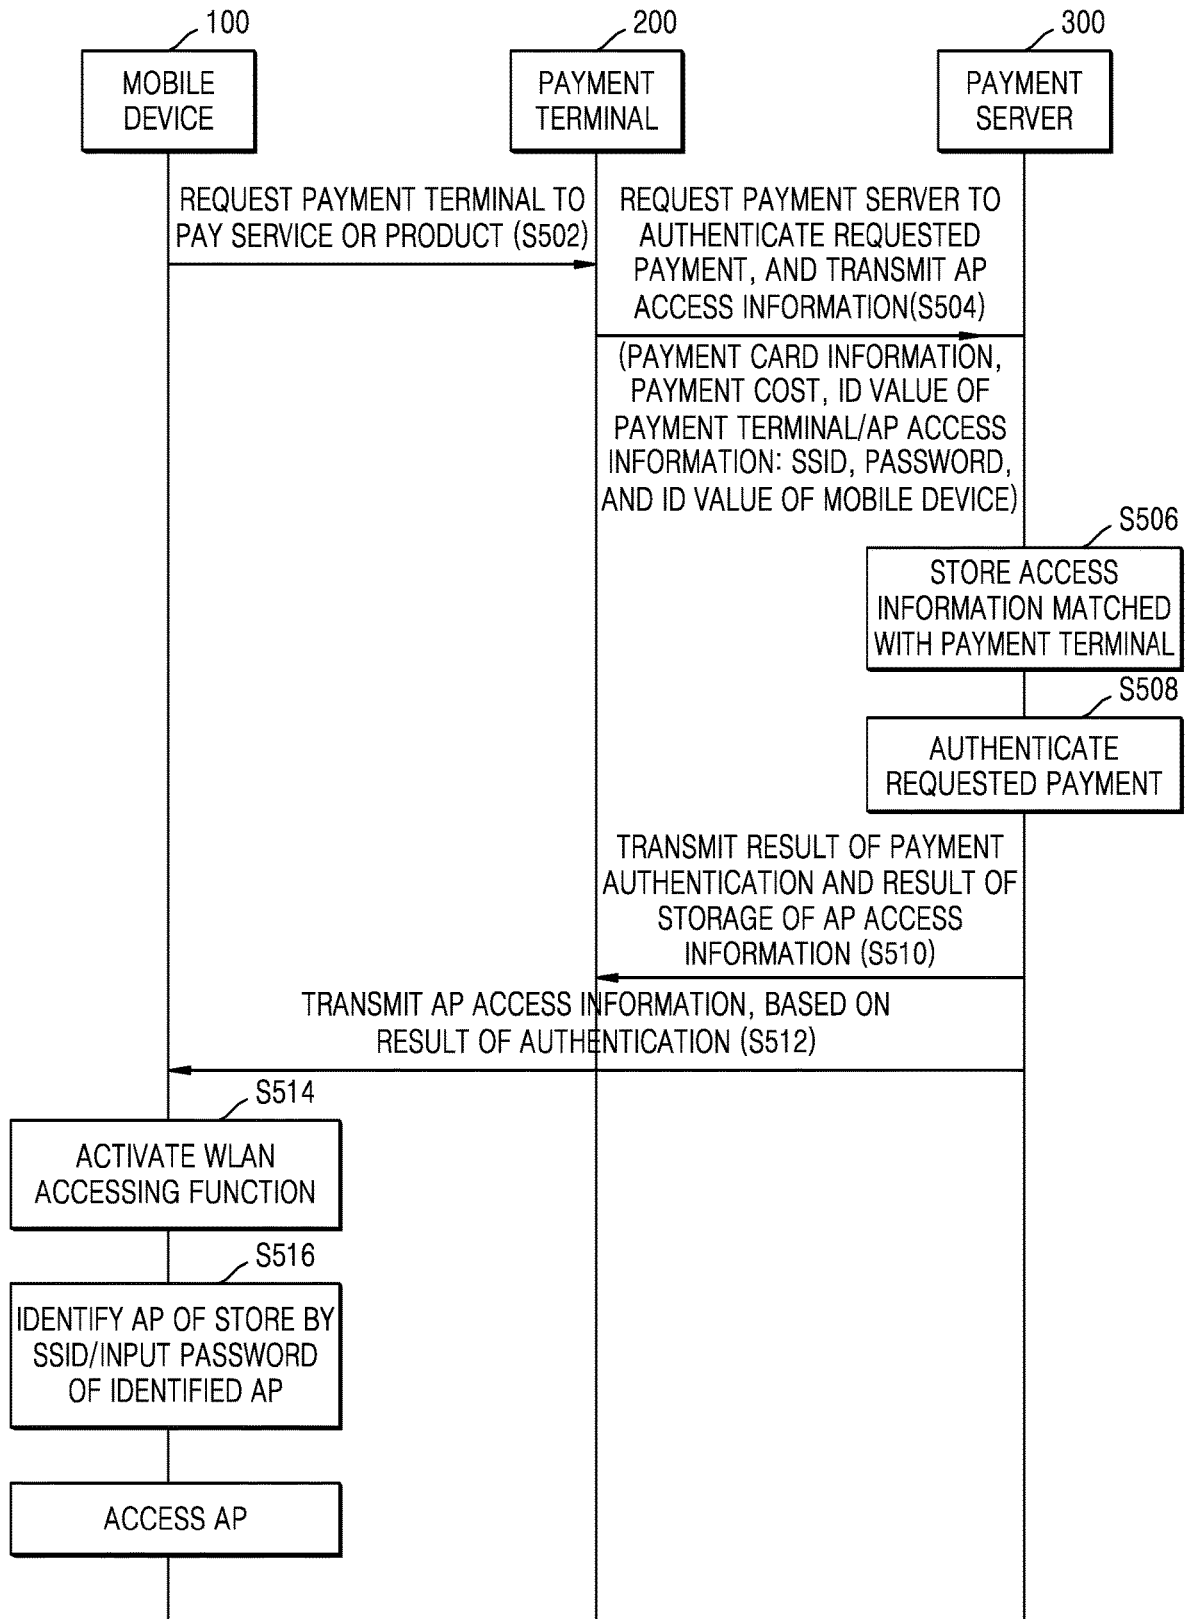 100
200
300
MOBILE
DEVICE
PAYMENT
TERMINAL
PAYMENT
SERVER
REQUEST PAYMENT TERMINAL TO
PAY SERVICE OR PRODUCT (S502)
REQUEST PAYMENT SERVER TO
AUTHENTICATE REQUESTED
PAYMENT, AND TRANSMIT AP
ACCESS INFORMATION(S504)
(PAYMENT CARD INFORMATION,
PAYMENT COST, ID VALUE OF
PAYMENT TERMINAL/AP ACCESS
INFORMATION: SSID, PASSWORD,
AND ID VALUE OF MOBILE DEVICE)
S506
STORE ACCESS
INFORMATION MATCHED
WITH PAYMENT TERMINAL
S508
AUTHENTICATE
REQUESTED PAYMENT
TRANSMIT RESULT OF PAYMENT
AUTHENTICATION AND RESULT OF
STORAGE OF AP ACCESS
INFORMATION (S510)
TRANSMIT AP ACCESS INFORMATION, BASED ON
RESULT OF AUTHENTICATION (S512)
S514
ACTIVATE WLAN
ACCESSING FUNCTION
S516
IDENTIFY AP OF STORE BY
SSID/INPUT PASSWORD
OF IDENTIFIED AP
ACCESS AP